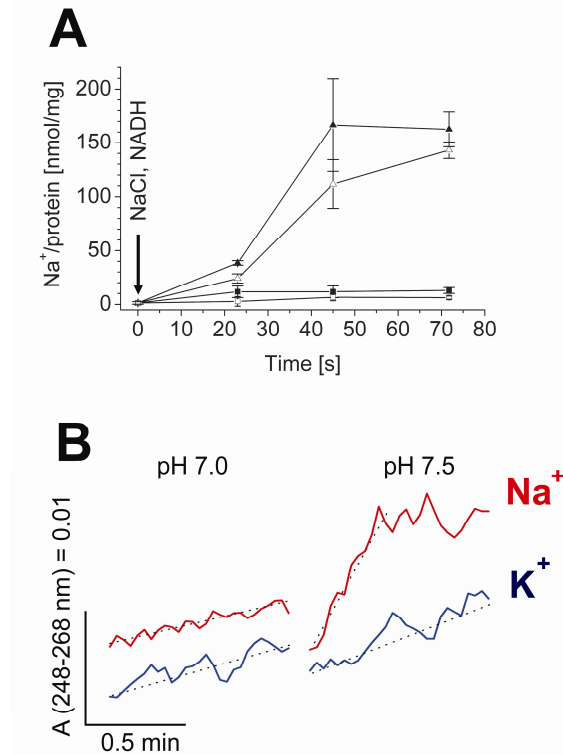 A
Na⁺/protein [nmol/mg]
200
150
100
50
0
NaCl, NADH
0 10 20 30 40 50 60 70 80
Time [s]
B
pH 7.0 pH 7.5
Na⁺
K⁺
A (248-268 nm) = 0.01
0.5 min